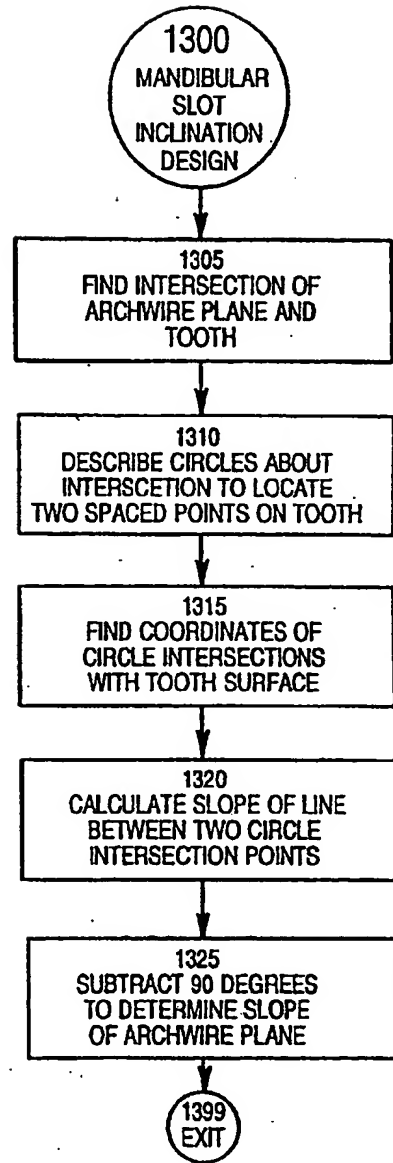 1300
MANDIBULAR
SLOT
INCLINATION
DESIGN
1305
FIND INTERSECTION OF
ARCHWIRE PLANE AND
TOOTH
1310
DESCRIBE CIRCLES ABOUT
INTERSCETION TO LOCATE
TWO SPACED POINTS ON TOOTH
1315
FIND COORDINATES OF
CIRCLE INTERSECTIONS
WITH TOOTH SURFACE
1320
CALCULATE SLOPE OF LINE
BETWEEN TWO CIRCLE
INTERSECTION POINTS
1325
SUBTRACT 90 DEGREES
TO DETERMINE SLOPE
OF ARCHWIRE PLANE
1399
EXIT